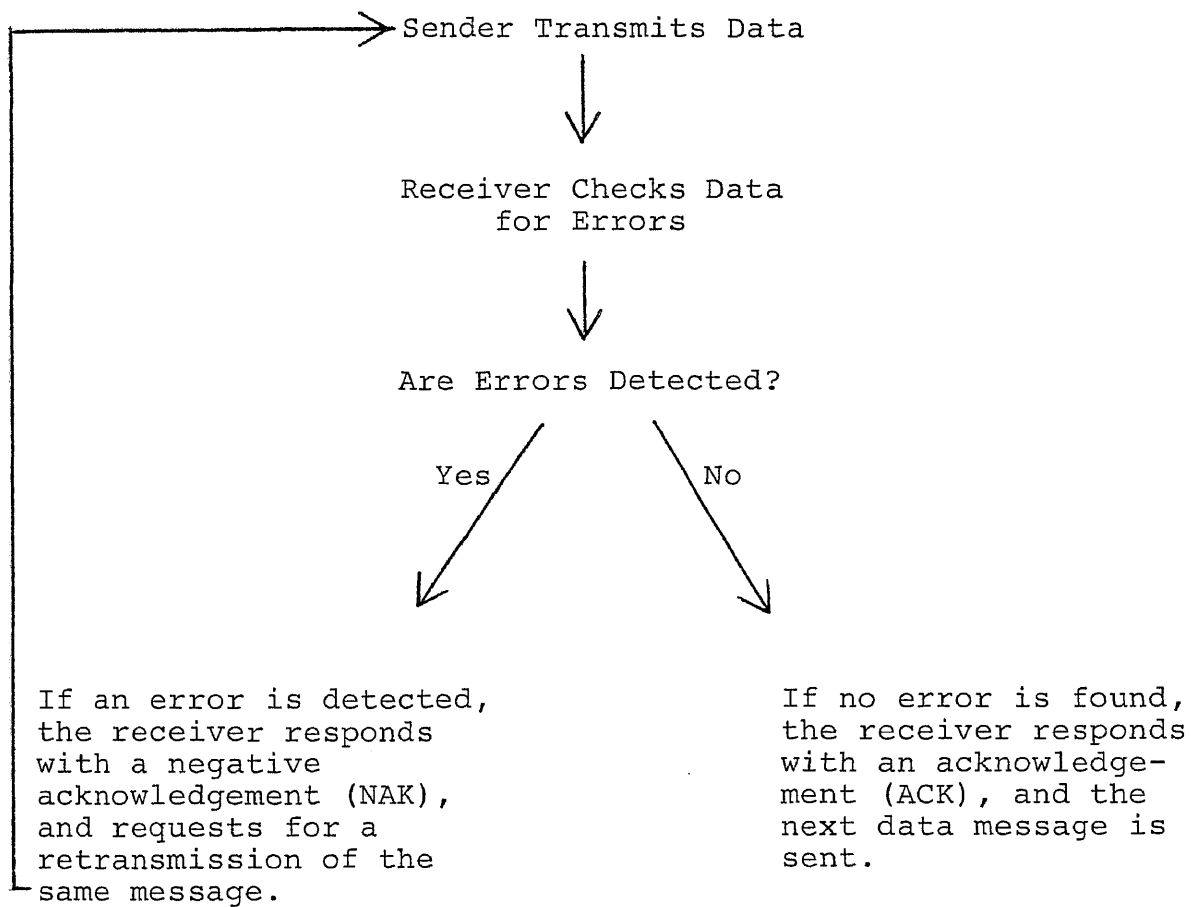 Sender Transmits Data
Receiver Checks Data
for Errors
Are Errors Detected?
Yes
No
If an error is detected,
the receiver responds
with a negative
acknowledgement (NAK),
and requests for a
retransmission of the
same message.
If no error is found,
the receiver responds
with an acknowledge-
ment (ACK), and the
next data message is
sent.